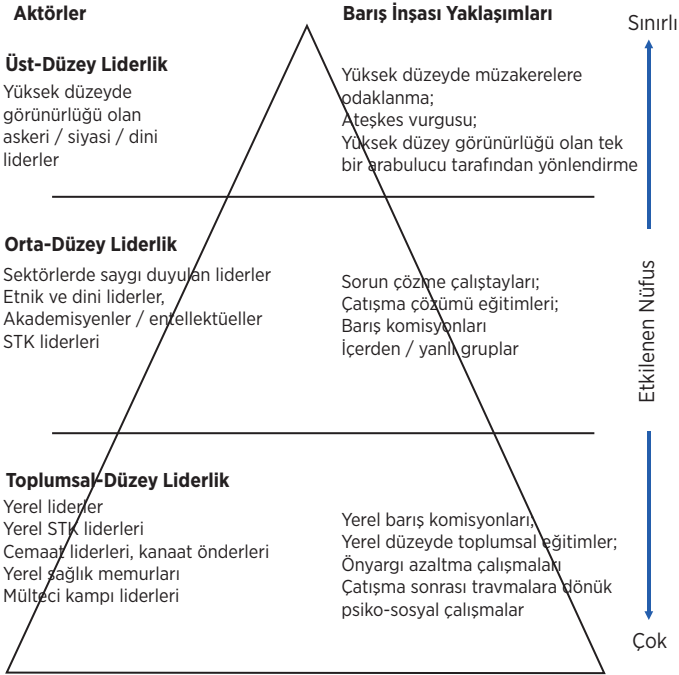 Aktörler
Barış İnşası Yaklaşımları
Sınırlı
Üst-Düzey Liderlik
Yüksek düzeyde
görünürlüğü olan
askeri / siyasi / dini
liderler
Yüksek düzeyde müzakerelere
odaklanma;
Ateşkes vurgusu;
Yüksek düzey görünürlüğü olan tek
bir arabulucu tarafından yönlendirme
Orta-Düzey Liderlik
Sektörlerde saygı duyulan liderler
Etnik ve dini liderler,
Akademisyenler / entellektüeller
STK liderleri
Sorun çözme çalıştayları;
Çatışma çözümü eğitimleri;
Barış komisyonları
İçerden / yanlı gruplar
Etkilenen Nüfus
Toplumsal-Düzey Liderlik
Yerel liderler
Yerel STK liderleri
Cemaat liderleri, kanaat önderleri
Yerel sağlık memurları
Mülteci kampı liderleri
Yerel barış komisyonları;
Yerel düzeyde toplumsal eğitimler;
Önyargı azaltma çalışmaları
Çatışma sonrası travmalara dönük
psiko-sosyal çalışmalar
Çok